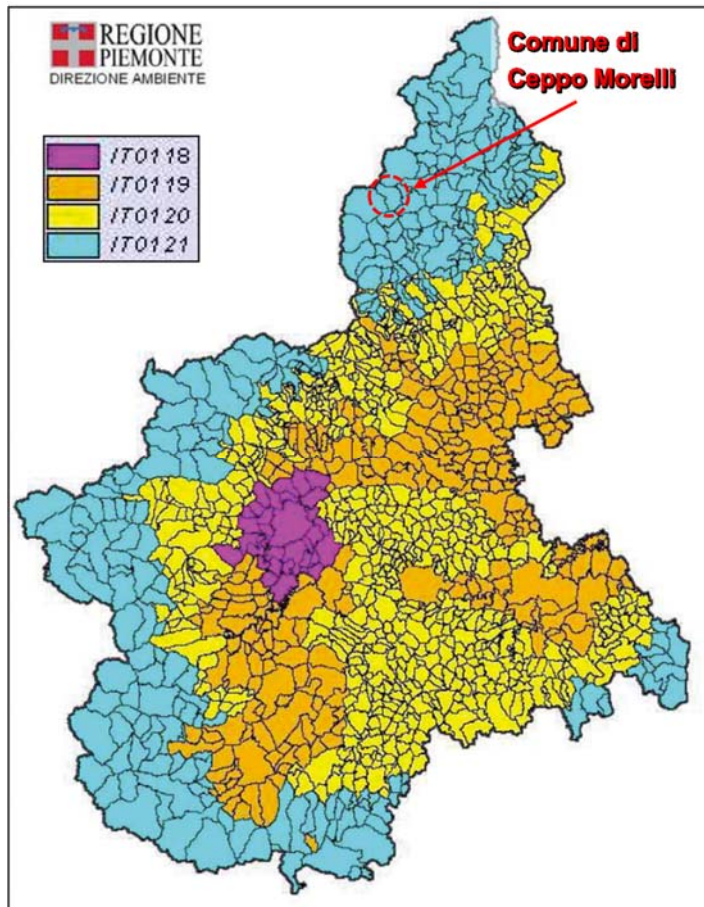 REGIONE
PIEMONTE
DIREZIONE AMBIENTE
Comune di
Ceppo Morelli
IT0118
IT0119
IT0120
IT0121